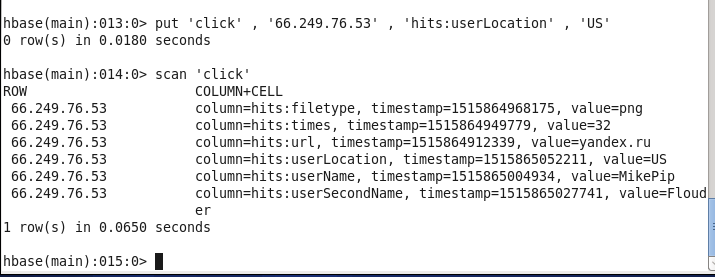 hbase(main):013:0> put 'click' , '66.249.76.53' , 'hits:userLocation' , 'US'
0 row(s) in 0.0180 seconds
hbase(main):014:0> scan 'click'
ROW                    COLUMN+CELL
66.249.76.53          column=hits:filetype, timestamp=1515864968175, value=png
66.249.76.53          column=hits:times, timestamp=1515864949779, value=32
66.249.76.53          column=hits:url, timestamp=1515864912339, value=yandex.ru
66.249.76.53          column=hits:userLocation, timestamp=1515865052211, value=US
66.249.76.53          column=hits:userName, timestamp=1515865004934, value=MikePip
66.249.76.53          column=hits:userSecondName, timestamp=1515865027741, value=Floud
er
1 row(s) in 0.0650 seconds
hbase(main):015:0>